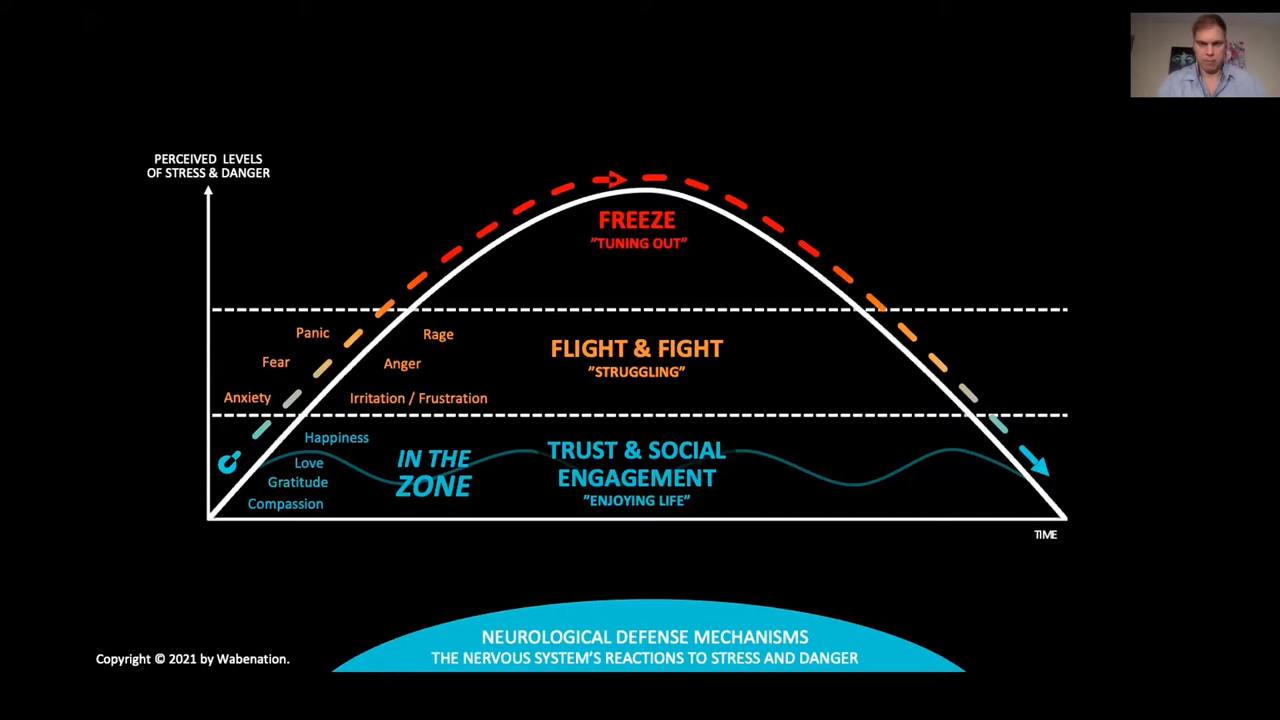 PERCEIVED LEVELS
OF STRESS & DANGER
FREEZE
”TUNING OUT”
Panic
Rage
Fear
Anger
Anxiety
Irritation / Frustration
FLIGHT & FIGHT
”STRUGGLING”
Happiness
Love
Gratitude
Compassion
IN THE
ZONE
TRUST & SOCIAL
ENGAGEMENT
”ENJOYING LIFE”
TIME
NEUROLOGICAL DEFENSE MECHANISMS
THE NERVOUS SYSTEM’S REACTIONS TO STRESS AND DANGER
Copyright © 2021 by Wabenation.